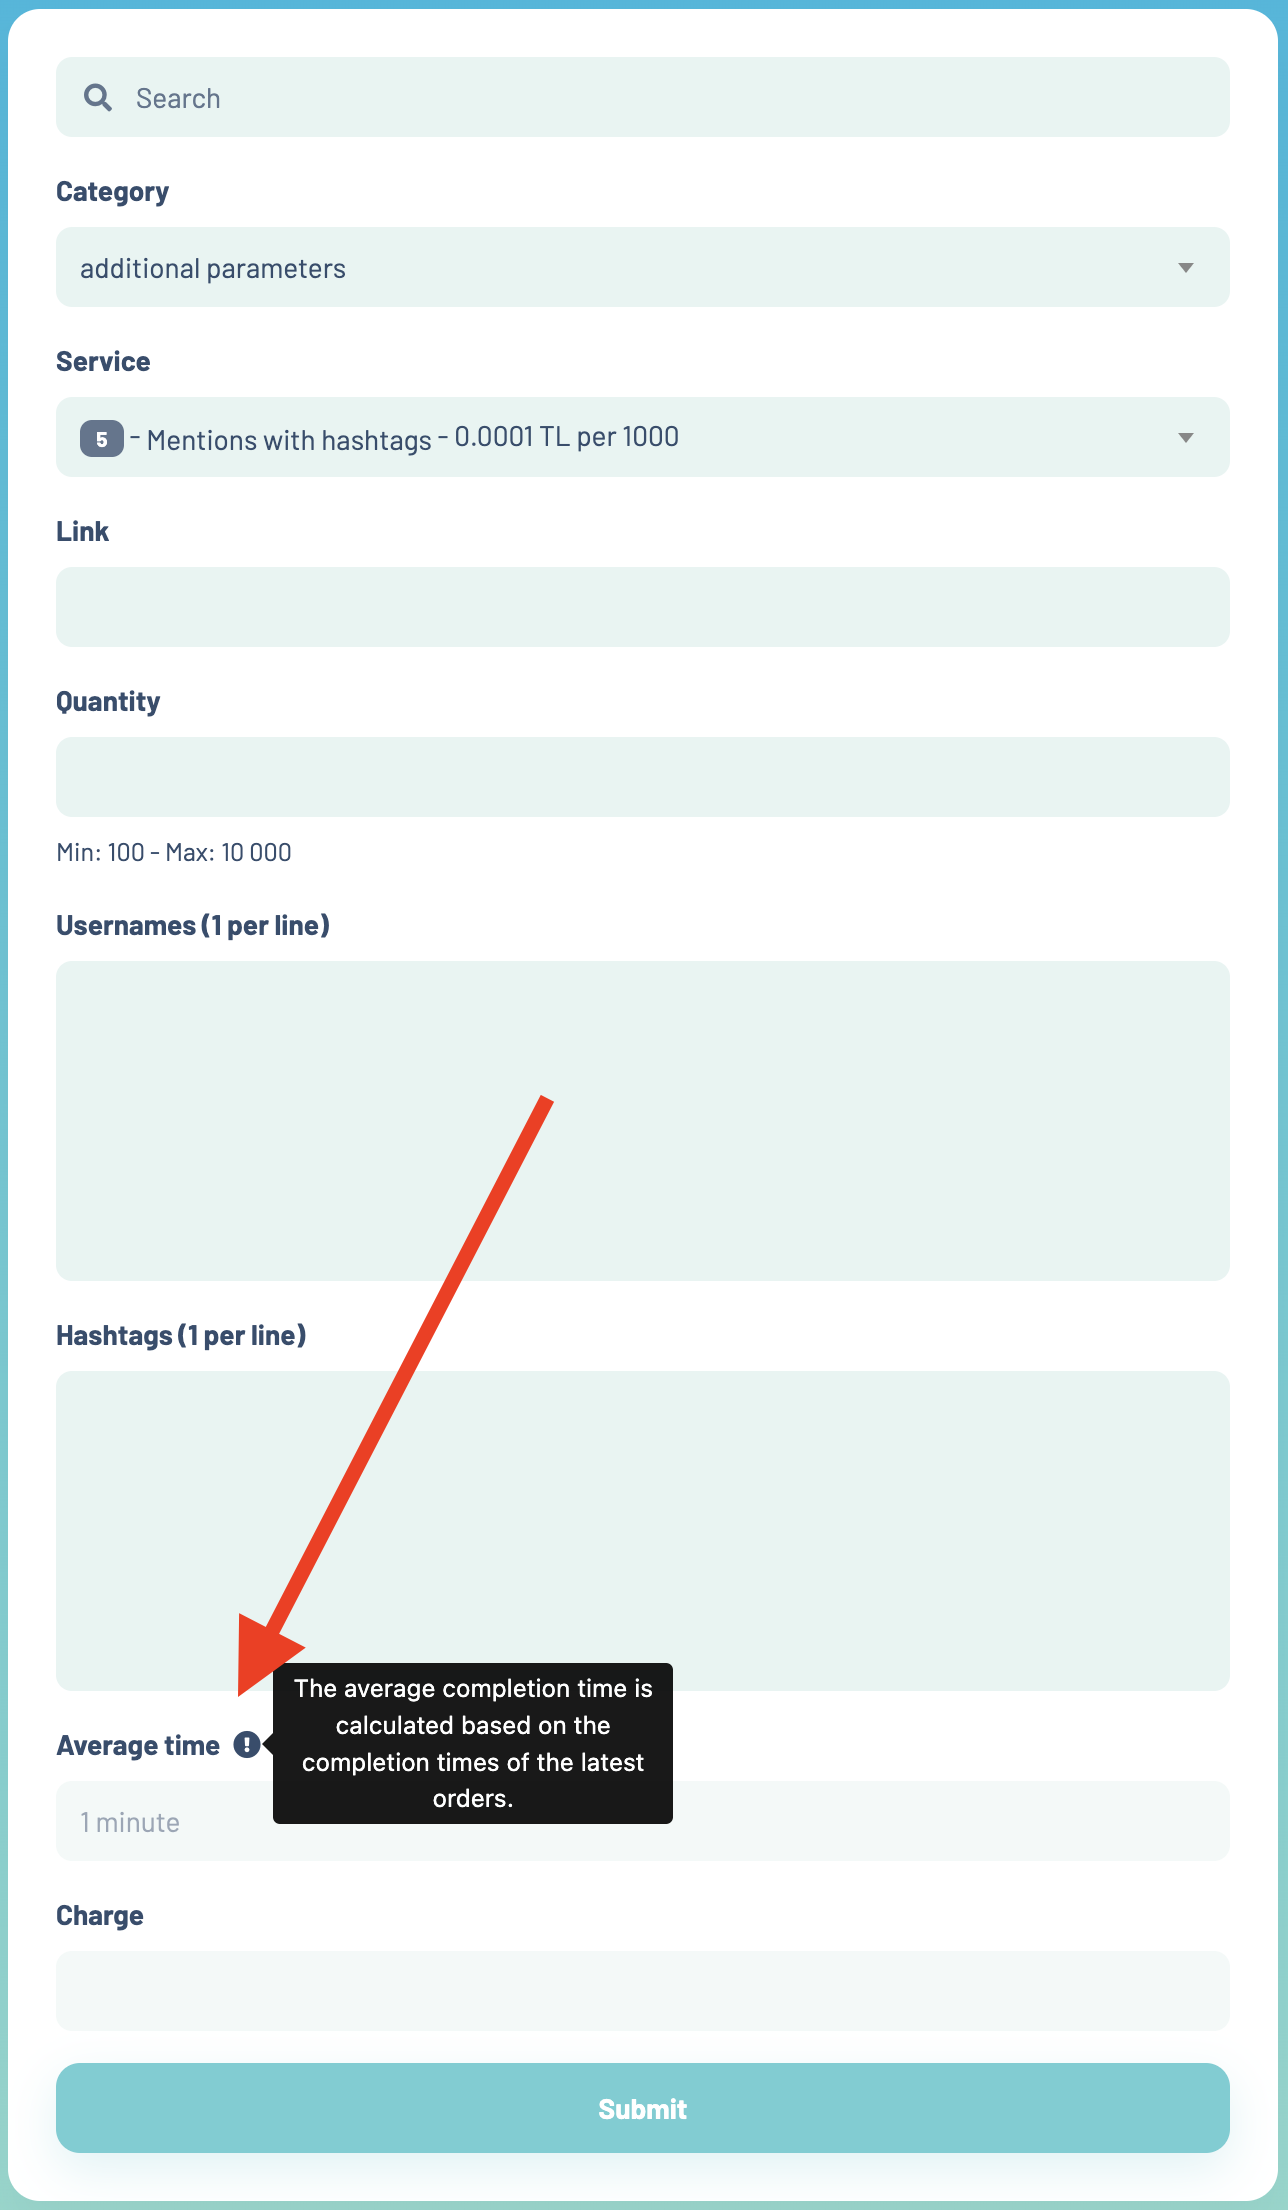 Search
Category
additional parameters
Service
5 - Mentions with hashtags - 0.0001 TL per 1000
Link
Quantity
Min: 100 - Max: 10 000
Usernames (1 per line)
Hashtags (1 per line)
The average completion time is
calculated based on the
completion times of the latest
orders.
Average time
1 minute
Charge
Submit